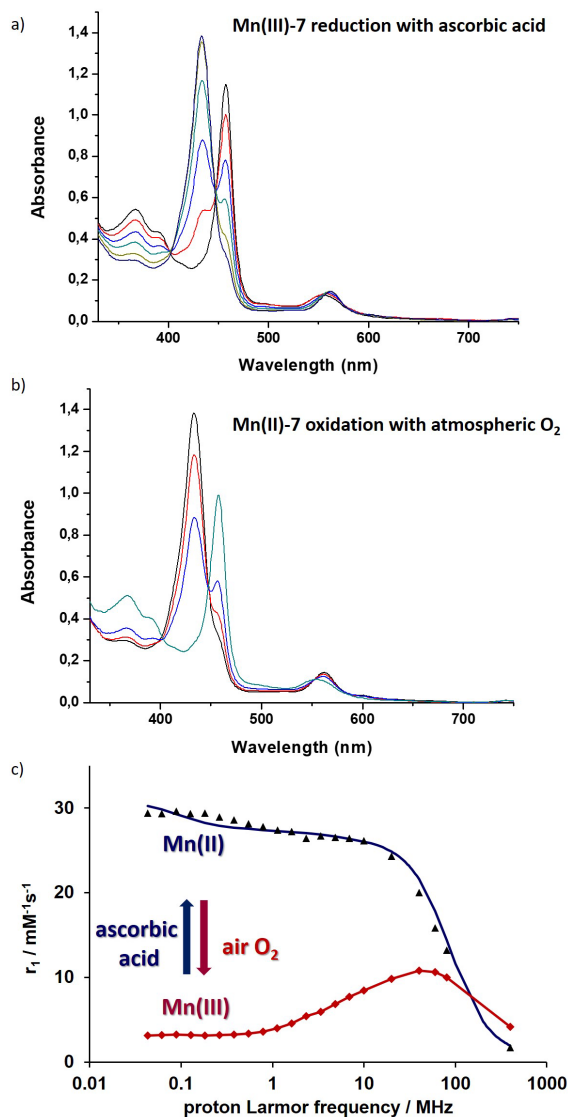 a)
Mn(III)-7 reduction with ascorbic acid
1,4
1,2
1,0
0,8
0,6
0,4
0,2
0,0
Absorbance
400
500
600
700
Wavelength (nm)
b)
Mn(II)-7 oxidation with atmospheric O₂
1,4
1,2
1,0
0,8
0,6
0,4
0,2
0,0
Absorbance
400
500
600
700
Wavelength (nm)
c)
30
20
10
0
r₁ / mM⁻¹s⁻¹
Mn(II)
ascorbic
acid
air O₂
Mn(III)
0.01
0.1
1
10
100
1000
proton Larmor frequency / MHz